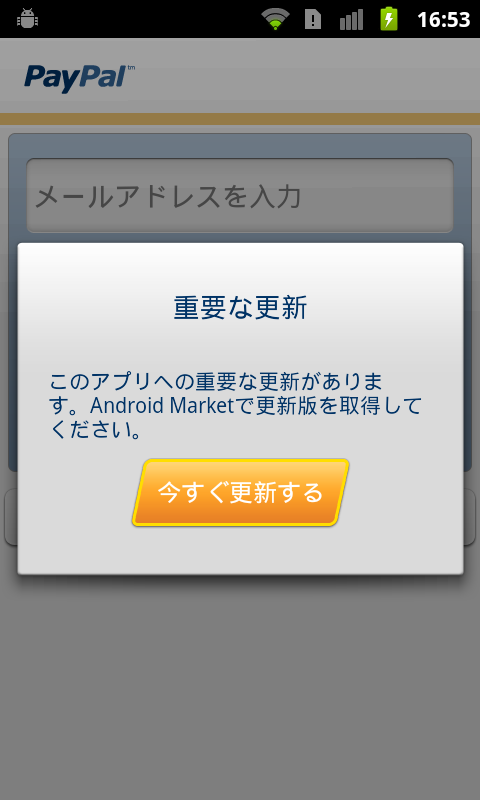 16:53
PayPal™
メールアドレスを入力
重要な更新
このアプリへの重要な更新がありま
す。Android Marketで更新版を取得して
ください。
今すぐ更新する